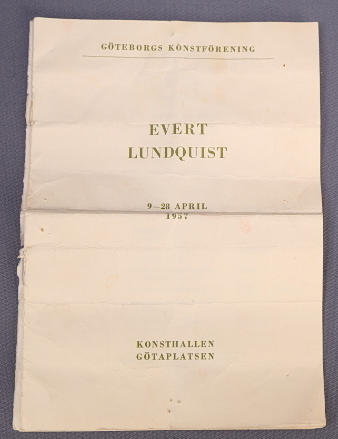 GÖTEBORGS KONSTFÖRENING
EVERT
LUNDQUIST
9—28 APRIL
1957
KONSTHALLEN
GÖTAPLATSEN